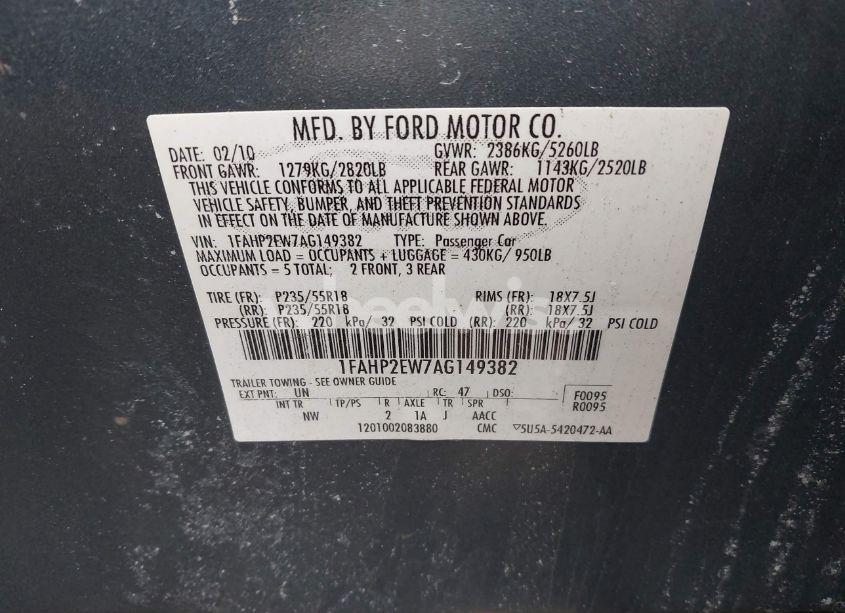 MFD. BY FORD MOTOR CO.
DATE: 02/10 GVWR: 2386KG/5260LB
FRONT GAWR: 1279KG/2820LB REAR GAWR: 1143KG/2520LB
THIS VEHICLE CONFORMS TO ALL APPLICABLE FEDERAL MOTOR
VEHICLE SAFETY, BUMPER, AND THEFT PREVENTION STANDARDS
IN EFFECT ON THE DATE OF MANUFACTURE SHOWN ABOVE.
VIN: 1FAHP2EW7AG149382 TYPE: Passenger Car
MAXIMUM LOAD = OCCUPANTS + LUGGAGE = 430KG/ 950LB
OCCUPANTS = 5 TOTAL; 2 FRONT, 3 REAR
TIRE (FR): P235/55R18 RIMS (FR): 18X7.5J
(RR): P235/55R18 (RR): 18X7.5J
PRESSURE (FR): 220 kPa/ 32 PSI COLD (RR): 220 kPa/ 32 PSI COLD
1FAHP2EW7AG149382
TRAILER TOWING - SEE OWNER GUIDE
EXT PNT: UN RC: 47 DSO: F0095
INT TR TP/PS R AXLE TR SPR R0095
NW 2 1A J AACC
1201002083880 CMC ▽5U5A-5420472-AA